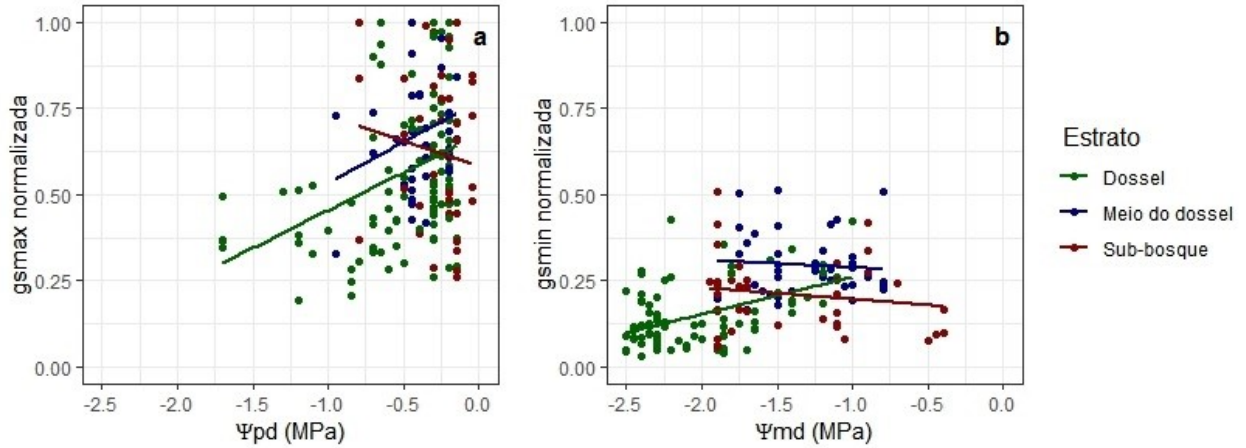 a
gsmax normalizada
1.00
0.75
0.50
0.25
0.00
-2.5 -2.0 -1.5 -1.0 -0.5 0.0
Ψpd (MPa)
b
gsmin normalizada
1.00
0.75
0.50
0.25
0.00
-2.5 -2.0 -1.5 -1.0 -0.5 0.0
Ψmd (MPa)
Estrato
Dossel
Meio do dossel
Sub-bosque